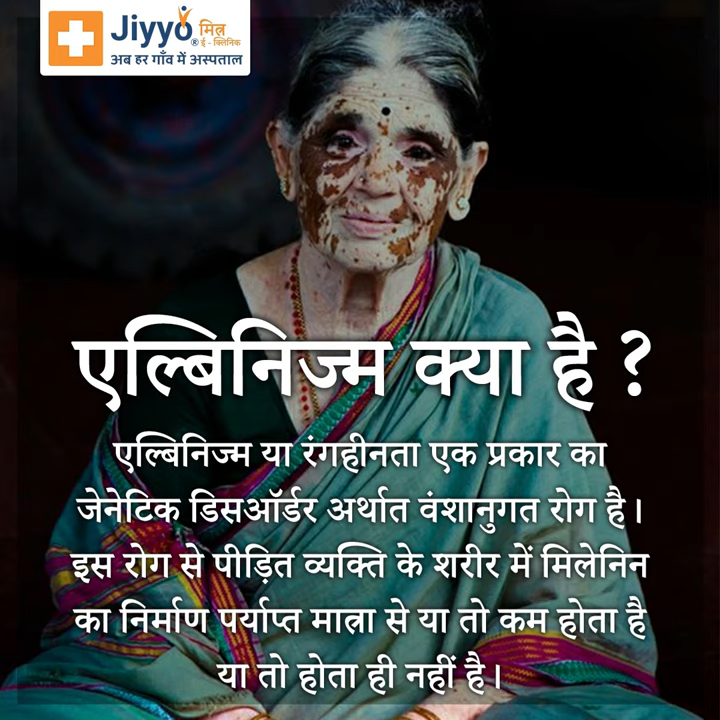 Jiyyo मित्र
® ई - क्लिनिक
अब हर गाँव में अस्पताल
एल्बिनिज्म क्या है ?
एल्बिनिज्म या रंगहीनता एक प्रकार का
जेनेटिक डिसऑर्डर अर्थात वंशानुगत रोग है।
इस रोग से पीड़ित व्यक्ति के शरीर में मिलेनिन
का निर्माण पर्याप्त मात्रा से या तो कम होता है
या तो होता ही नहीं है।